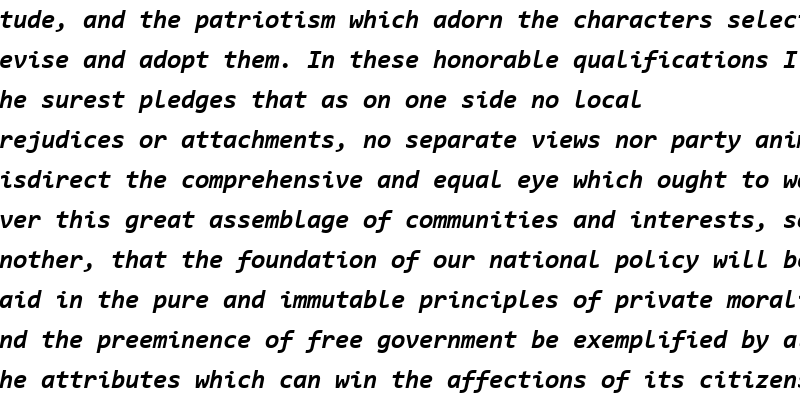 tude, and the patriotism which adorn the characters selec
evise and adopt them. In these honorable qualifications I
he surest pledges that as on one side no local
rejudices or attachments, no separate views nor party ani
isdirect the comprehensive and equal eye which ought to w
ver this great assemblage of communities and interests, s
nother, that the foundation of our national policy will b
aid in the pure and immutable principles of private moral
nd the preeminence of free government be exemplified by a
he attributes which can win the affections of its citizens